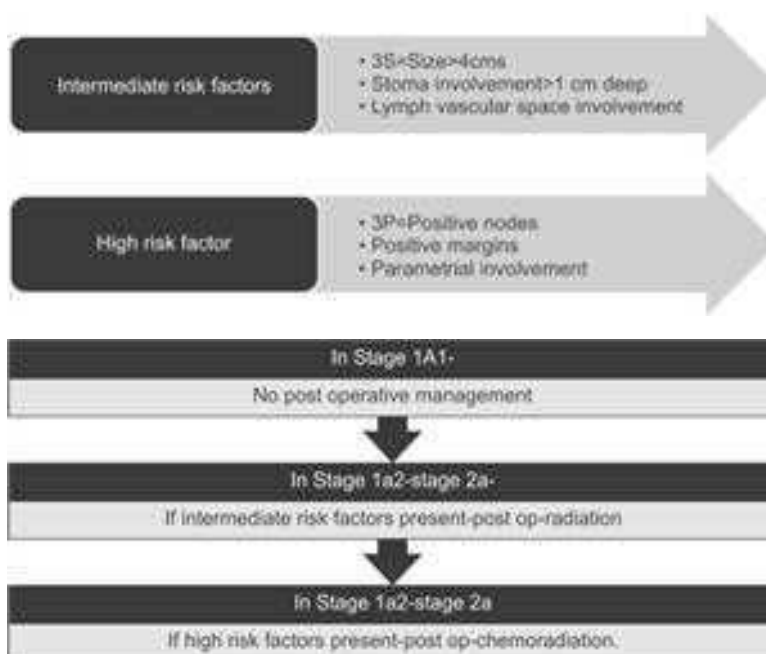 Intermediate risk factors
• 3S=Size>4cms
• Stoma involvement>1 cm deep
• Lymph vascular space involvement
High risk factor
• 3P=Positive nodes
• Positive margins
• Parametrial involvement
In Stage 1A1-
No post operative management
In Stage 1a2-stage 2a-
If intermediate risk factors present-post op-radiation
In Stage 1a2-stage 2a
If high risk factors present-post op-chemoradiation.